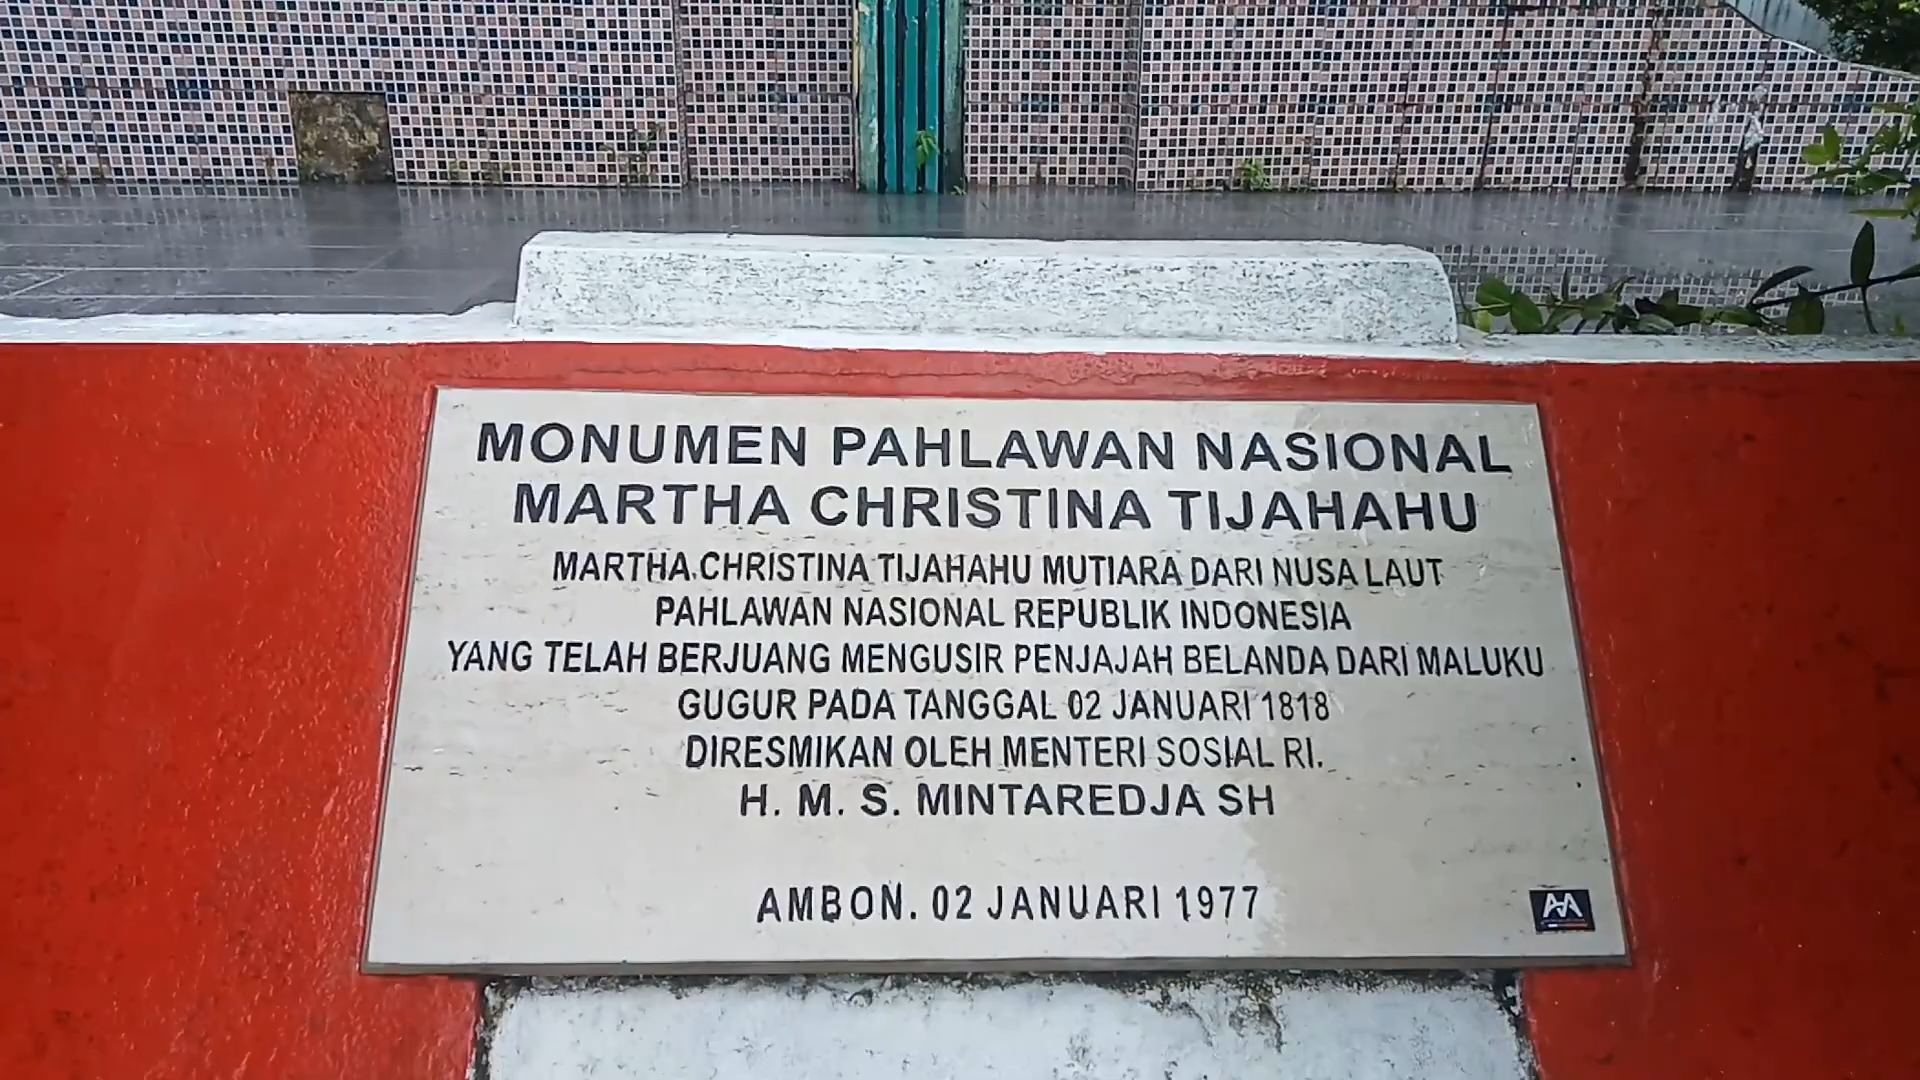 MONUMEN PAHLAWAN NASIONAL
MARTHA CHRISTINA TIJAHAHU
MARTHA.CHRISTINA TIJAHAHU MUTIARA DARI NUSA LAUT
PAHLAWAN NASIONAL REPUBLIK INDONESIA
YANG TELAH BERJUANG MENGUSIR PENJAJAH BELANDA DARI MALUKU
GUGUR PADA TANGGAL 02 JANUARI 1818
DIRESMIKAN OLEH MENTERI SOSIAL RI.
H. M. S. MINTAREDJA SH
AMBON. 02 JANUARI 1977